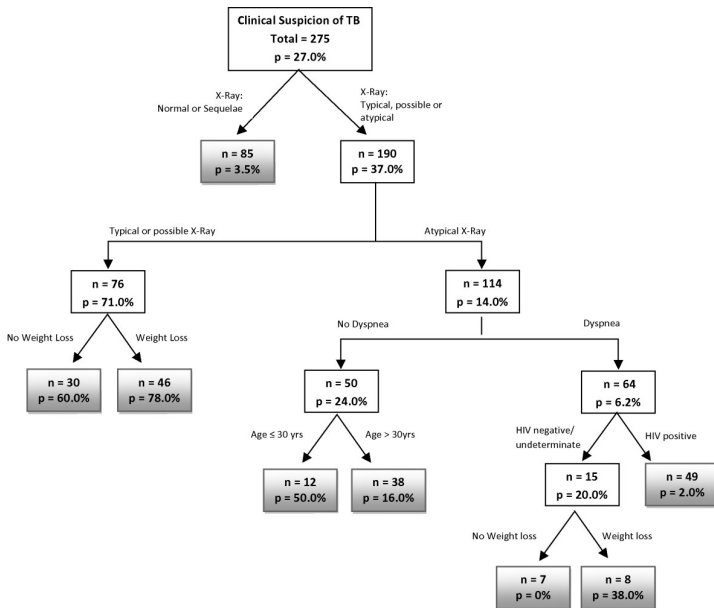 Clinical Suspicion of TB
Total = 275
p = 27.0%
X-Ray:
Normal or Sequelae
X-Ray:
Typical, possible or
atypical
n = 85
p = 3.5%
n = 190
p = 37.0%
Typical or possible X-Ray
Atypical X-Ray
n = 76
p = 71.0%
n = 114
p = 14.0%
No Weight Loss
Weight Loss
No Dyspnea
Dyspnea
n = 30
p = 60.0%
n = 46
p = 78.0%
n = 50
p = 24.0%
n = 64
p = 6.2%
Age ≤ 30 yrs
Age > 30yrs
HIV negative/
undeterminate
HIV positive
n = 12
p = 50.0%
n = 38
p = 16.0%
n = 15
p = 20.0%
n = 49
p = 2.0%
No Weight loss
Weight loss
n = 7
p = 0%
n = 8
p = 38.0%